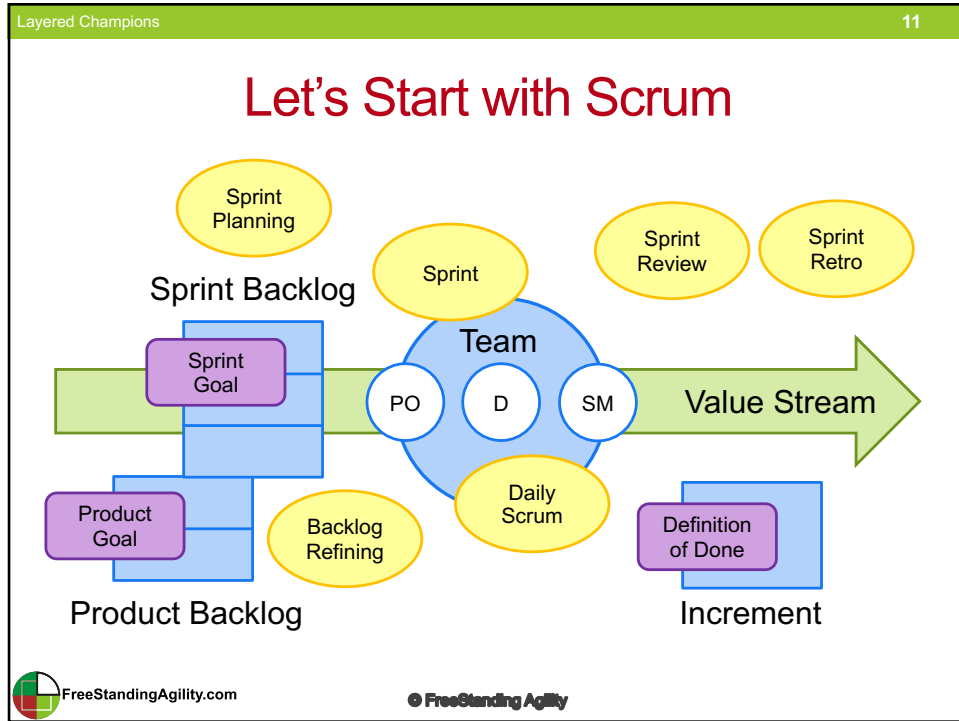 Layered Champions
11
Let's Start with Scrum
Sprint
Planning
Sprint
Sprint
Review
Sprint
Retro
Sprint Backlog
Team
Sprint
Goal
PO
D
SM
Value Stream
Product
Goal
Backlog
Refining
Daily
Scrum
Definition
of Done
Product Backlog
Increment
FreeStandingAgility.com
© FreeStanding Agility